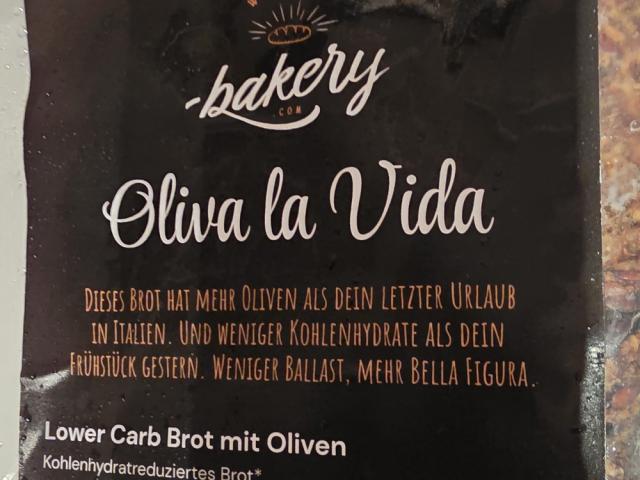 -bakery
.COM
Oliva la Vida
DIESES BROT HAT MEHR OLIVEN ALS DEIN LETZTER URLAUB
IN ITALIEN. UND WENIGER KOHLENHYDRATE ALS DEIN
FRÜHSTÜCK GESTERN. WENIGER BALLAST, MEHR BELLA FIGURA.
Lower Carb Brot mit Oliven
Kohlenhydratreduziertes Brot*